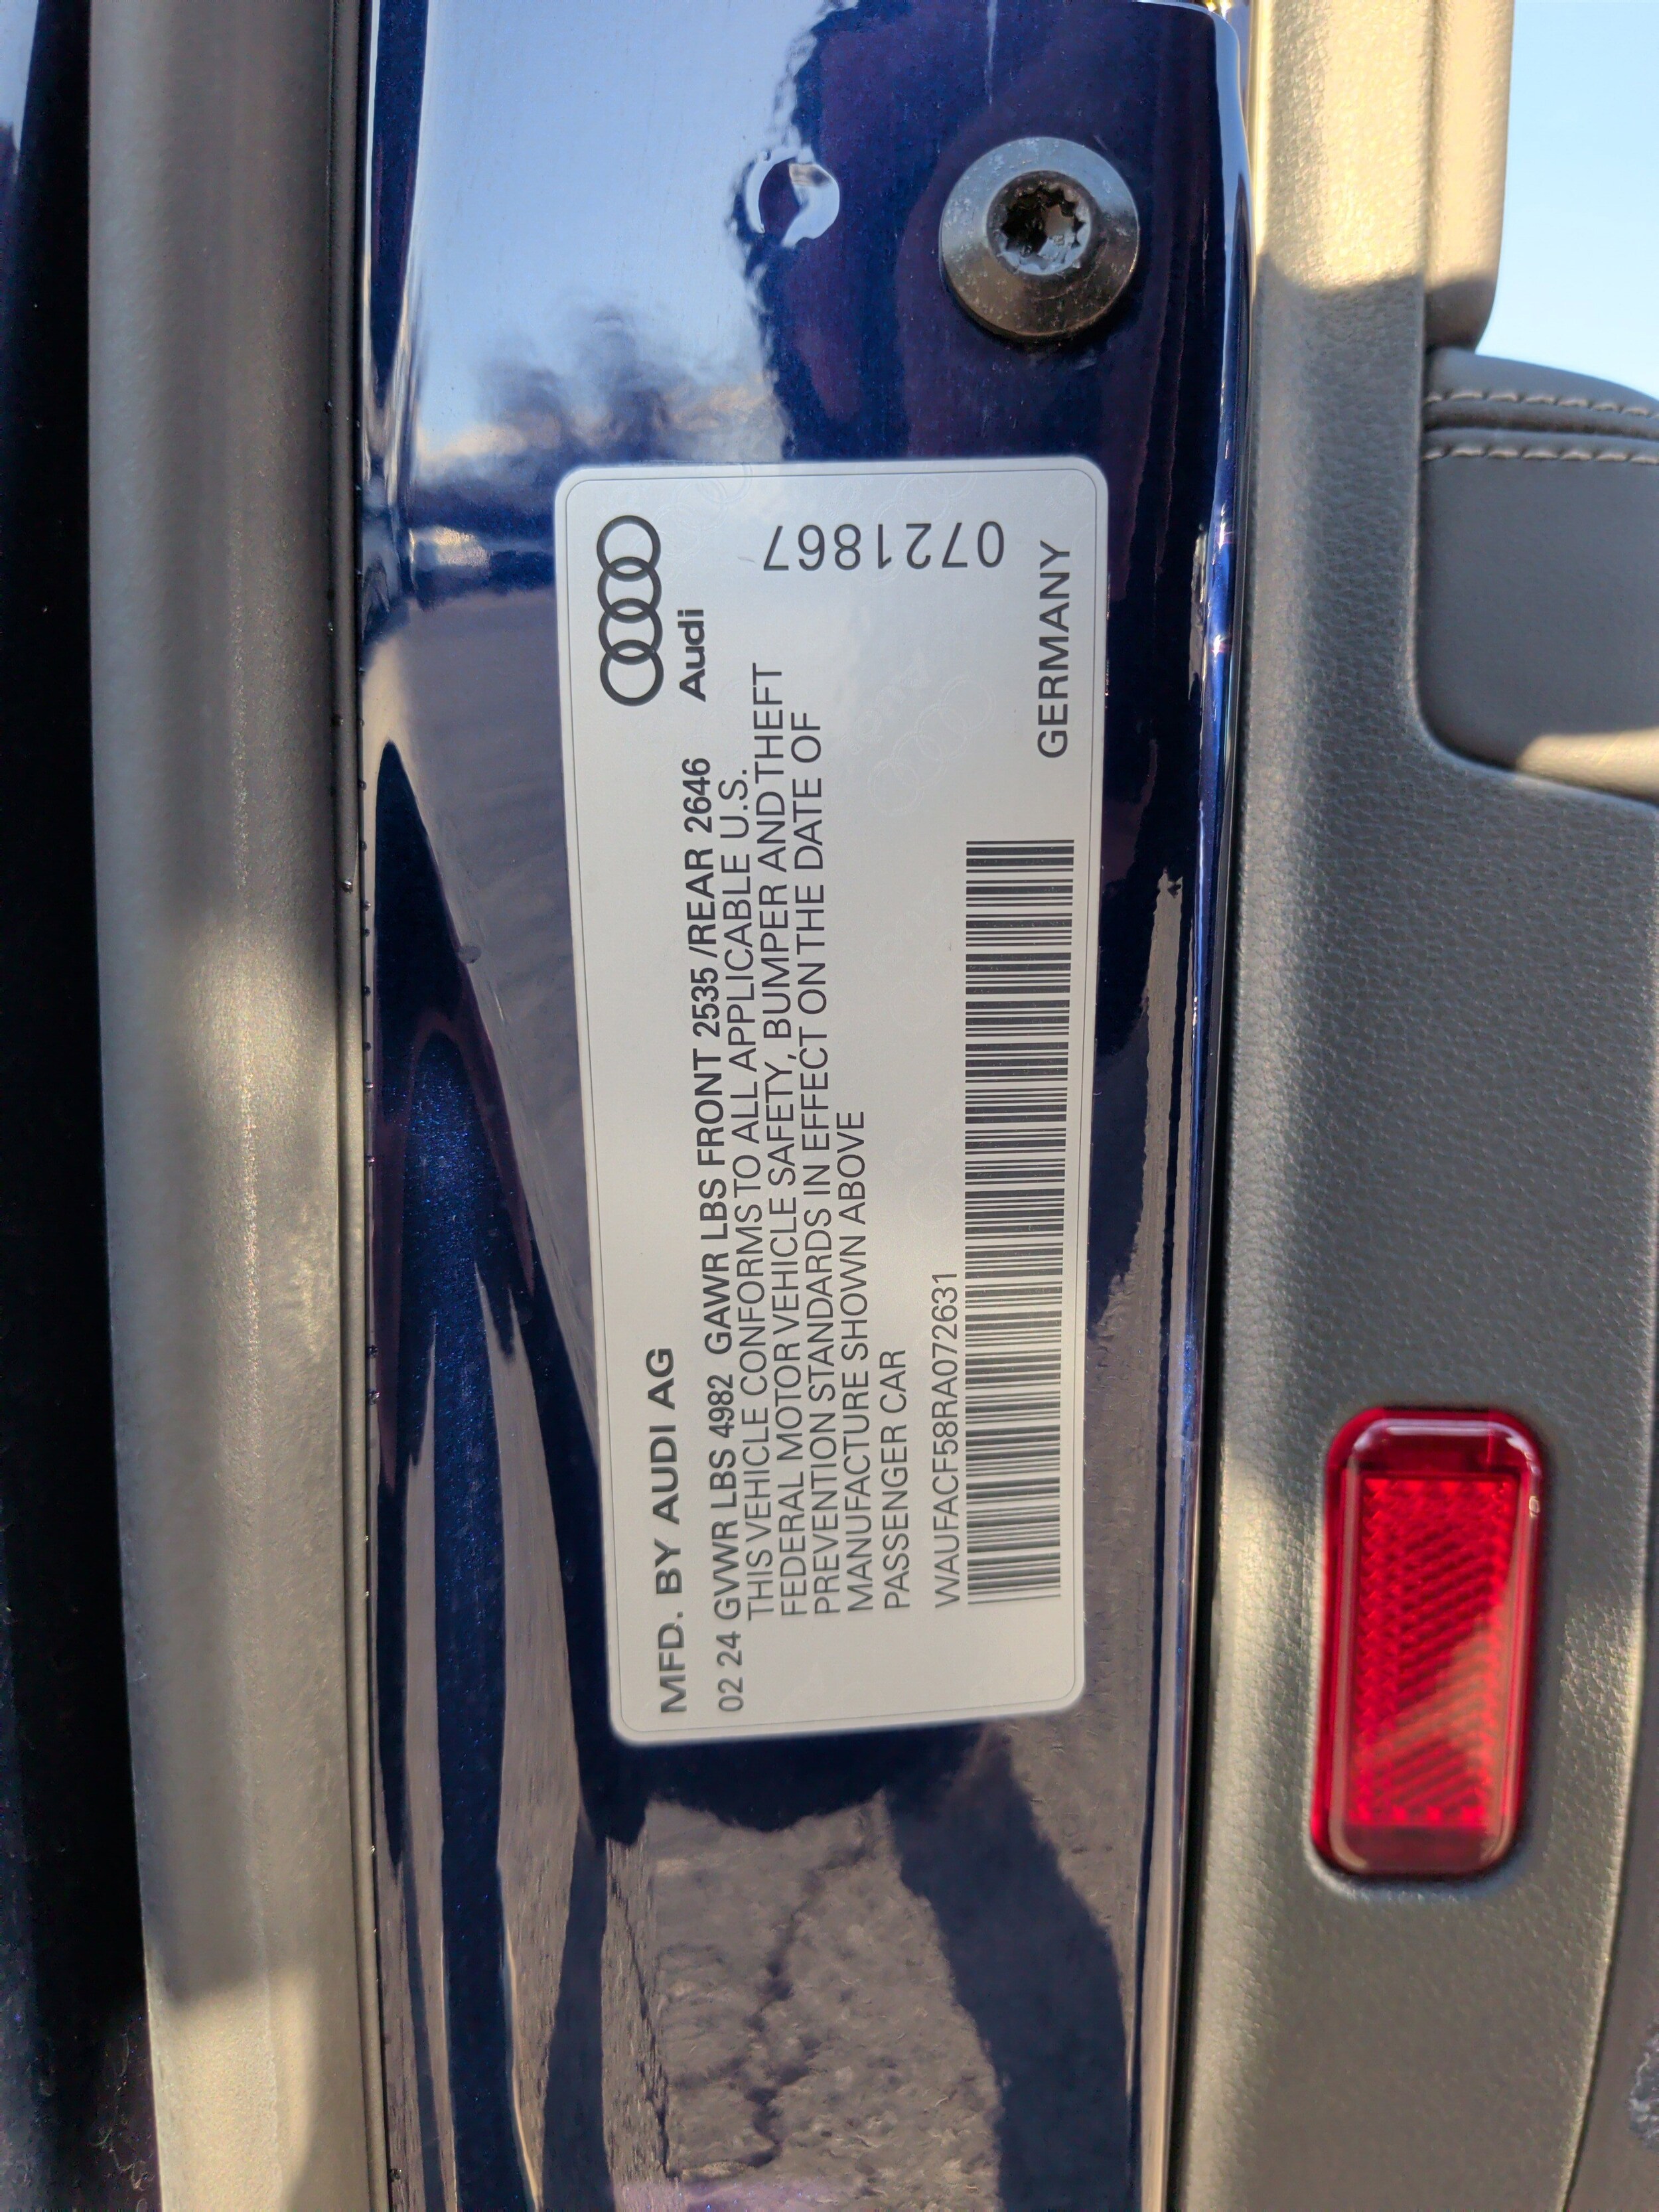 Audi
MFD. BY AUDI AG
02 24 GVWR LBS 4982 GAWR LBS FRONT 2535 /REAR 2646
THIS VEHICLE CONFORMS TO ALL APPLICABLE U.S.
FEDERAL MOTOR VEHICLE SAFETY, BUMPER AND THEFT
PREVENTION STANDARDS IN EFFECT ON THE DATE OF
MANUFACTURE SHOWN ABOVE
PASSENGER CAR
0721867
WAUFACF58RA072631
GERMANY